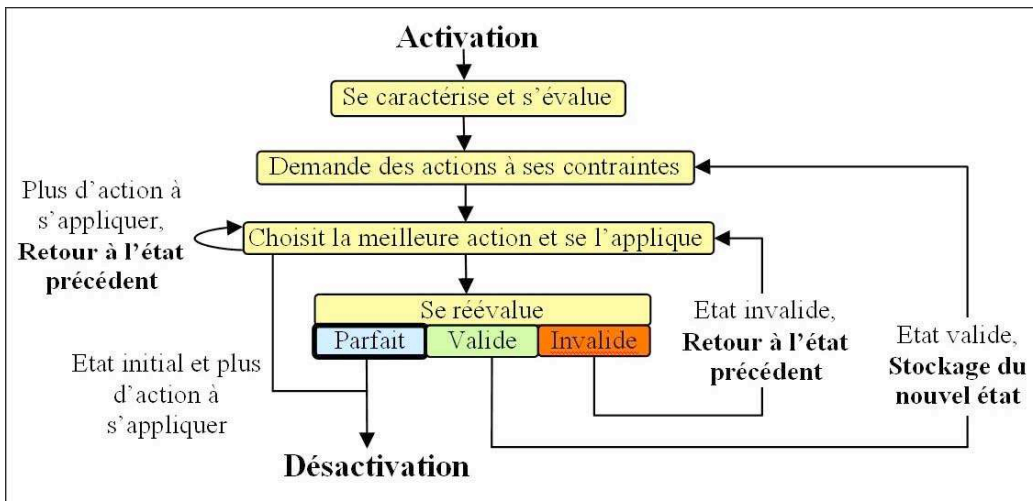 Activation
Se caractérise et s'évalue
Demande des actions à ses contraintes
Plus d'action à
s'appliquer,
Retour à l'état
précédent
Choisit la meilleure action et se l'applique
Se réévalue
Parfait
Valide
Invalide
Etat invalide,
Retour à l'état
précédent
Etat valide,
Stockage du
nouvel état
Etat initial et plus
d'action à
s'appliquer
Désactivation